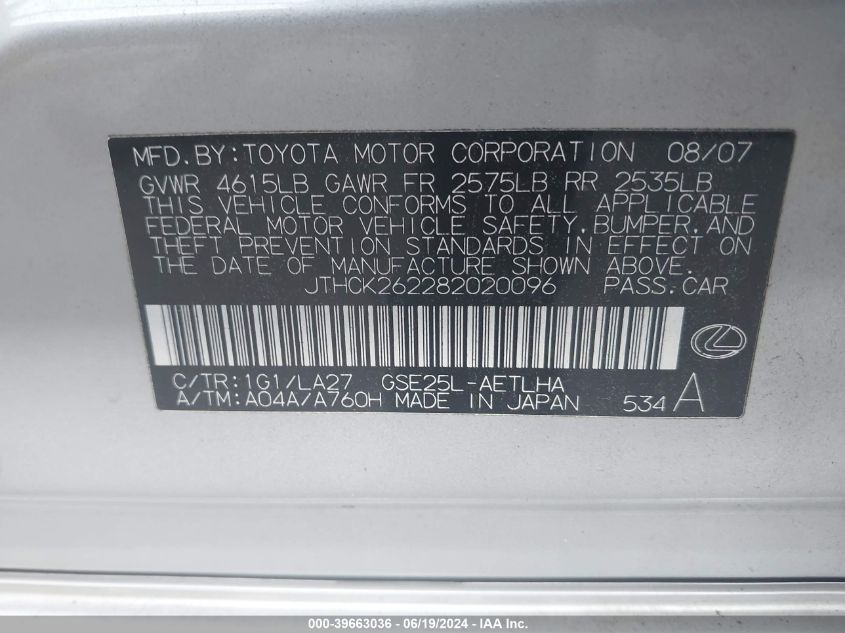 MFD.BY:TOYOTA MOTOR CORPORATION 08/07
GVWR 4615LB GAWR FR 2575LB RR 2535LB
THIS VEHICLE CONFORMS TO ALL APPLICABLE
FEDERAL MOTOR VEHICLE SAFETY,BUMPER,AND
THEFT PREVENTION STANDARDS IN EFFECT ON
THE DATE OF MANUFACTURE SHOWN ABOVE.
JTHCK262282020096 PASS.CAR
C/TR:1G1/LA27 GSE25L-AETLHA
A/TM:A04A/A760H MADE IN JAPAN 534A
000-39663036 - 06/19/2024 - IAA Inc.